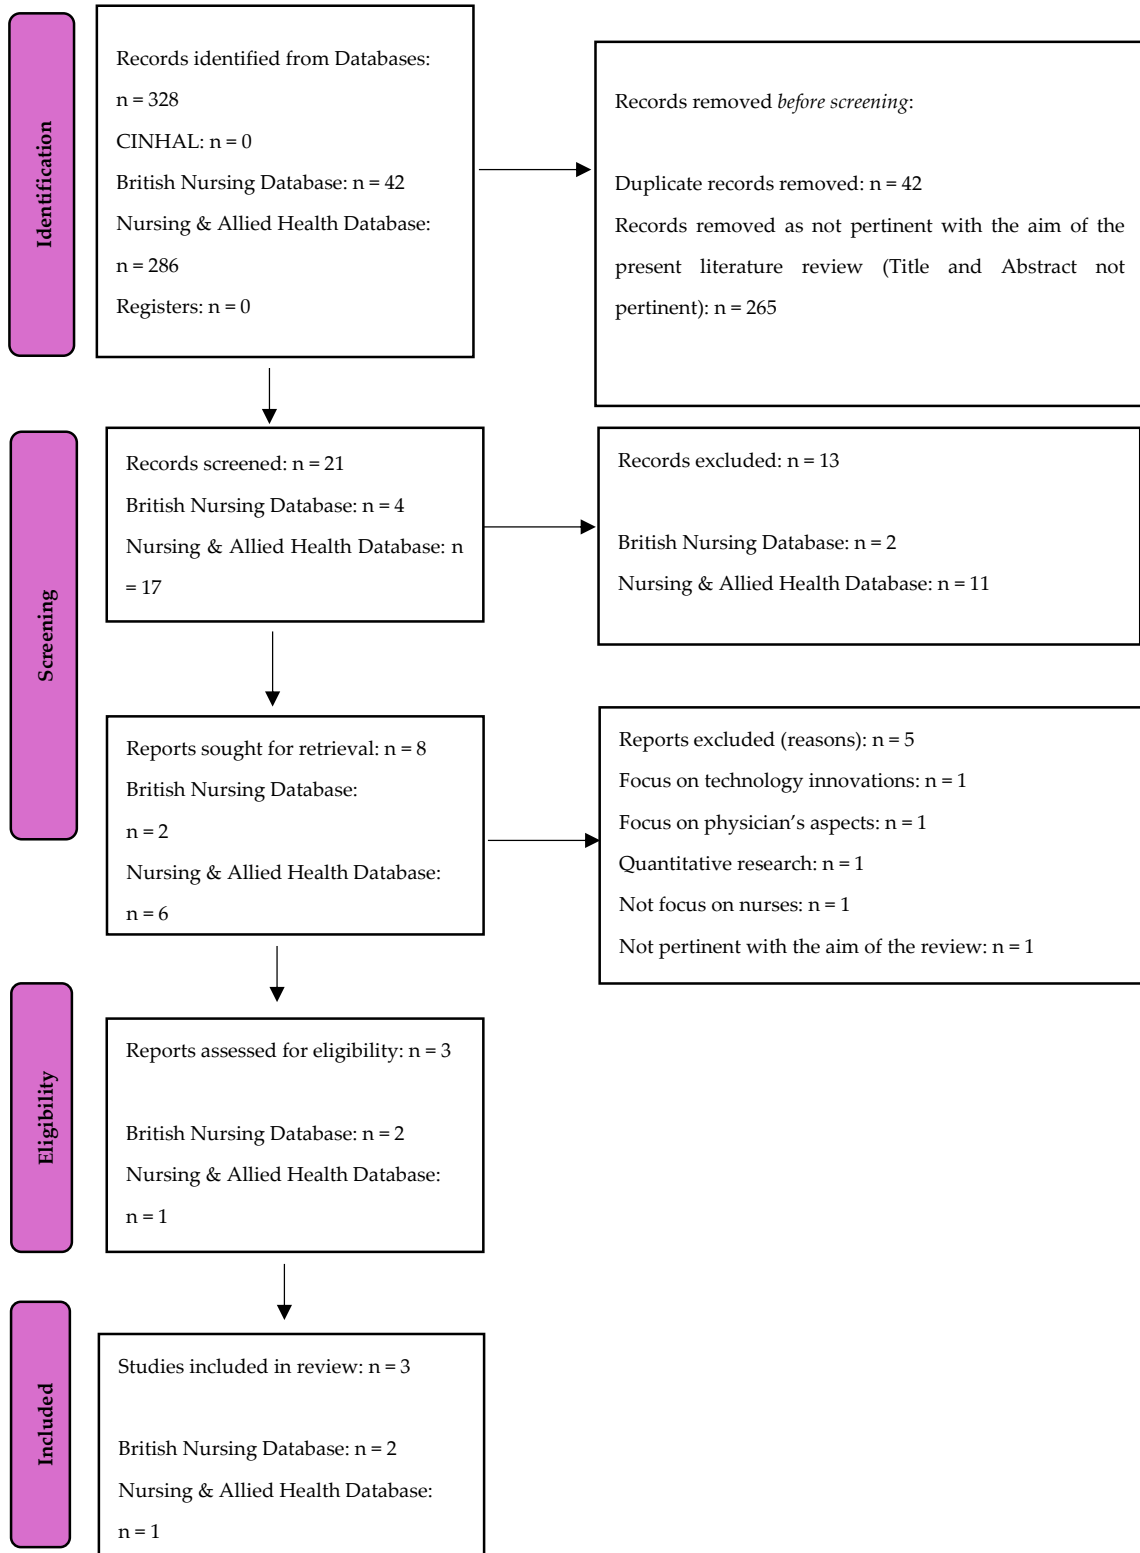 Identification
Records identified from Databases:
n = 328
CINHAL: n = 0
British Nursing Database: n = 42
Nursing & Allied Health Database:
n = 286
Registers: n = 0
Records removed before screening:
Duplicate records removed: n = 42
Records removed as not pertinent with the aim of the
present literature review (Title and Abstract not
pertinent): n = 265
Screening
Records screened: n = 21
British Nursing Database: n = 4
Nursing & Allied Health Database: n
= 17
Records excluded: n = 13
British Nursing Database: n = 2
Nursing & Allied Health Database: n = 11
Reports sought for retrieval: n = 8
British Nursing Database:
n = 2
Nursing & Allied Health Database:
n = 6
Reports excluded (reasons): n = 5
Focus on technology innovations: n = 1
Focus on physician’s aspects: n = 1
Quantitative research: n = 1
Not focus on nurses: n = 1
Not pertinent with the aim of the review: n = 1
Eligibility
Reports assessed for eligibility: n = 3
British Nursing Database: n = 2
Nursing & Allied Health Database:
n = 1
Included
Studies included in review: n = 3
British Nursing Database: n = 2
Nursing & Allied Health Database:
n = 1